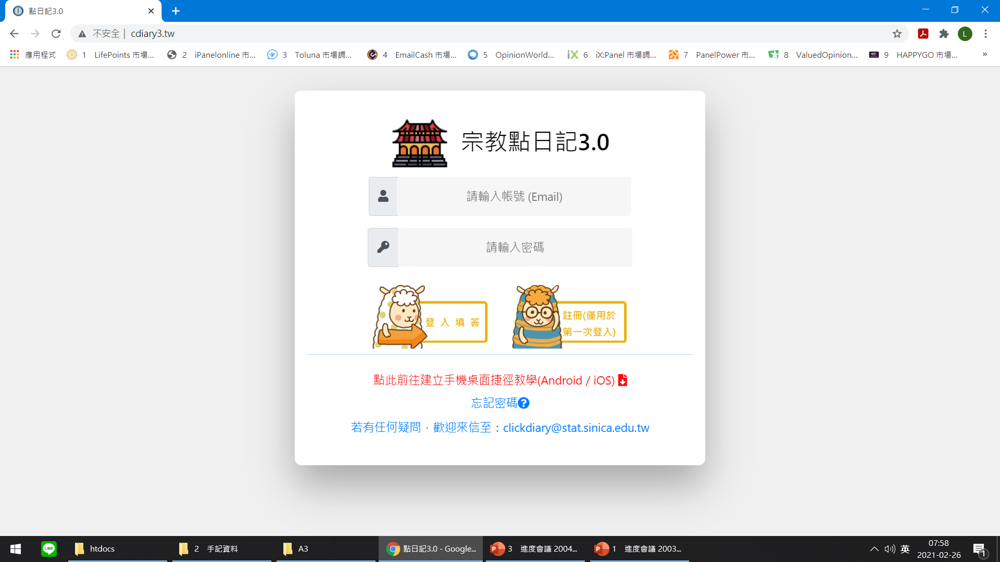 點日記3.0
不安全 | cdiary3.tw
應用程式 1 LifePoints 市場... 2 iPanelonline 市... 3 Toluna 市場調... 4 EmailCash 市場... 5 OpinionWorld... 6 iX:Panel 市場調... 7 PanelPower 市... 8 ValuedOpinion... 9 HAPPYGO 市場... »
L
宗教點日記3.0
請輸入帳號 (Email)
請輸入密碼
登入填答
註冊(僅用於
第一次登入)
點此前往建立手機桌面捷徑教學(Android / iOS)
忘記密碼?
若有任何疑問，歡迎來信至：clickdiary@stat.sinica.edu.tw
LINE htdocs 2 手記資料 A3 點日記3.0 - Google... 3 進度會議 2004... 1 進度會議 2003... 英
07:58
2021-02-26
1